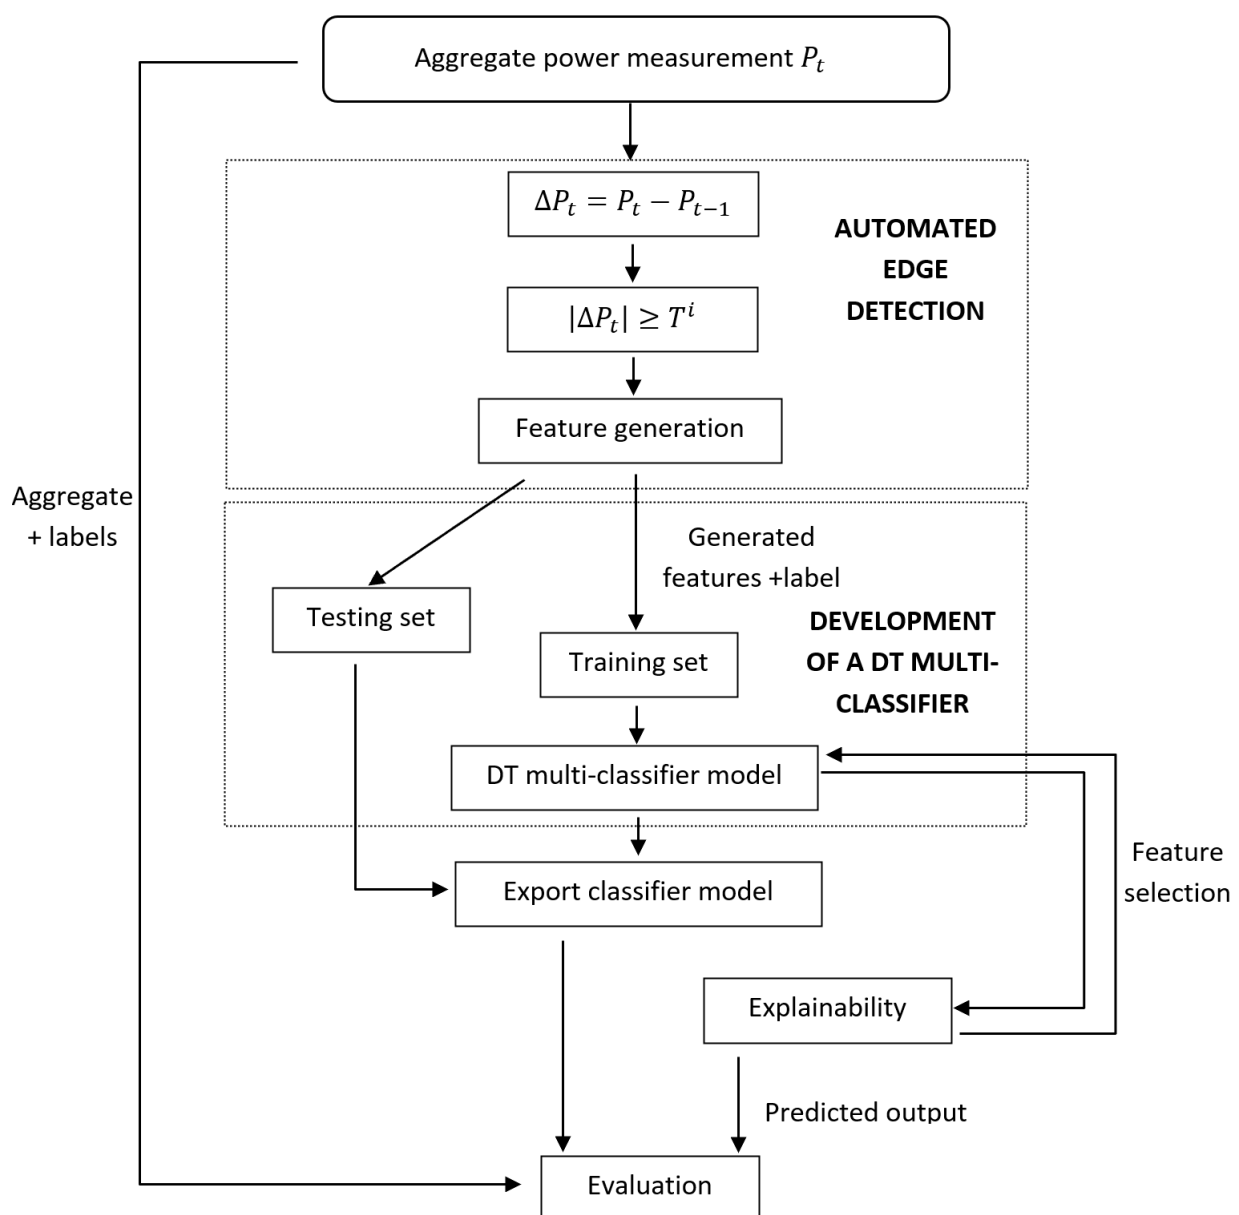 Aggregate power measurement P_t
ΔP_t = P_t − P_{t−1}
AUTOMATED
EDGE
DETECTION
|ΔP_t| ≥ T^i
Feature generation
Aggregate
+ labels
Generated
features +label
Testing set
Training set
DEVELOPMENT
OF A DT MULTI-
CLASSIFIER
DT multi-classifier model
Feature
selection
Export classifier model
Explainability
Predicted output
Evaluation